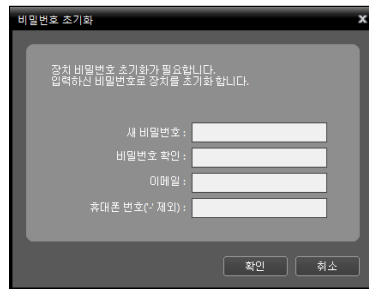 비밀번호 초기화 x
장치 비밀번호 초기화가 필요합니다.
입력하신 비밀번호로 장치를 초기화 합니다.
새 비밀번호 :
비밀번호 확인 :
이메일 :
휴대폰 번호('-' 제외) :
확인 취소